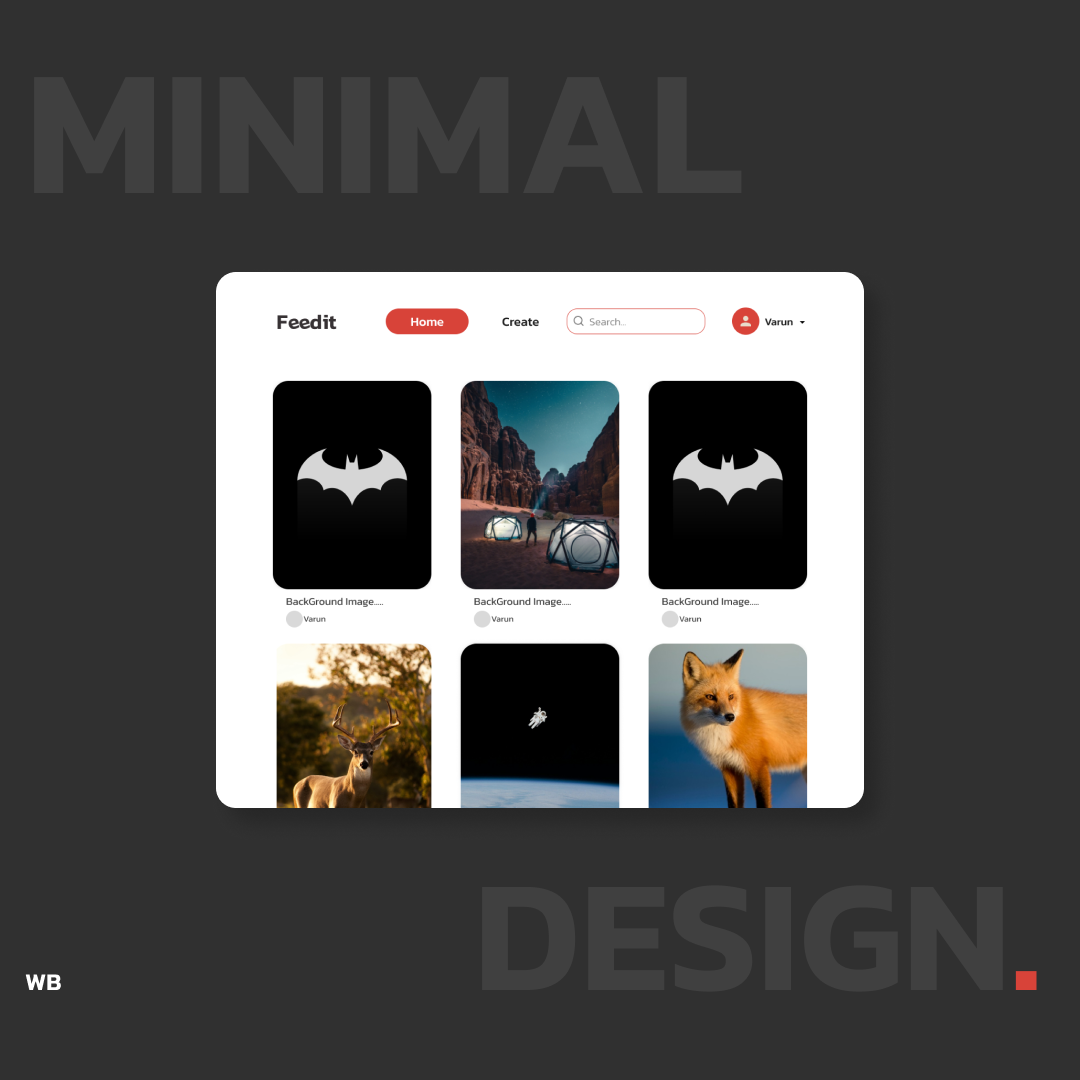 MINIMAL
Feedit Home Create Search.. Varun
BackGround Image..... BackGround Image..... BackGround Image.....
Varun Varun Varun
DESIGN.
WB